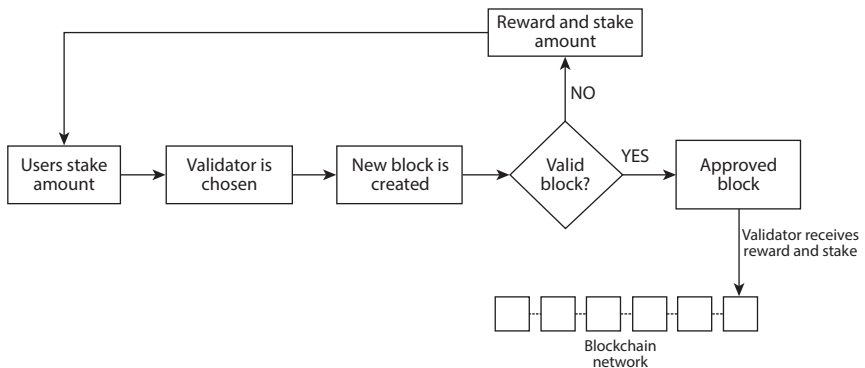 Reward and stake
amount
NO
Users stake
amount
Validator is
chosen
New block is
created
Valid
block?
YES
Approved
block
Validator receives
reward and stake
Blockchain
network